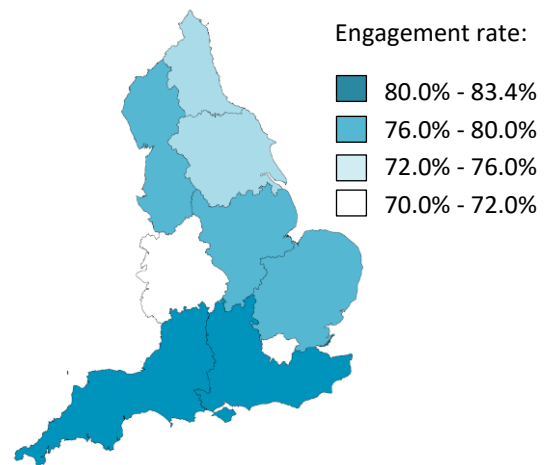 Engagement rate:
80.0% - 83.4%
76.0% - 80.0%
72.0% - 76.0%
70.0% - 72.0%